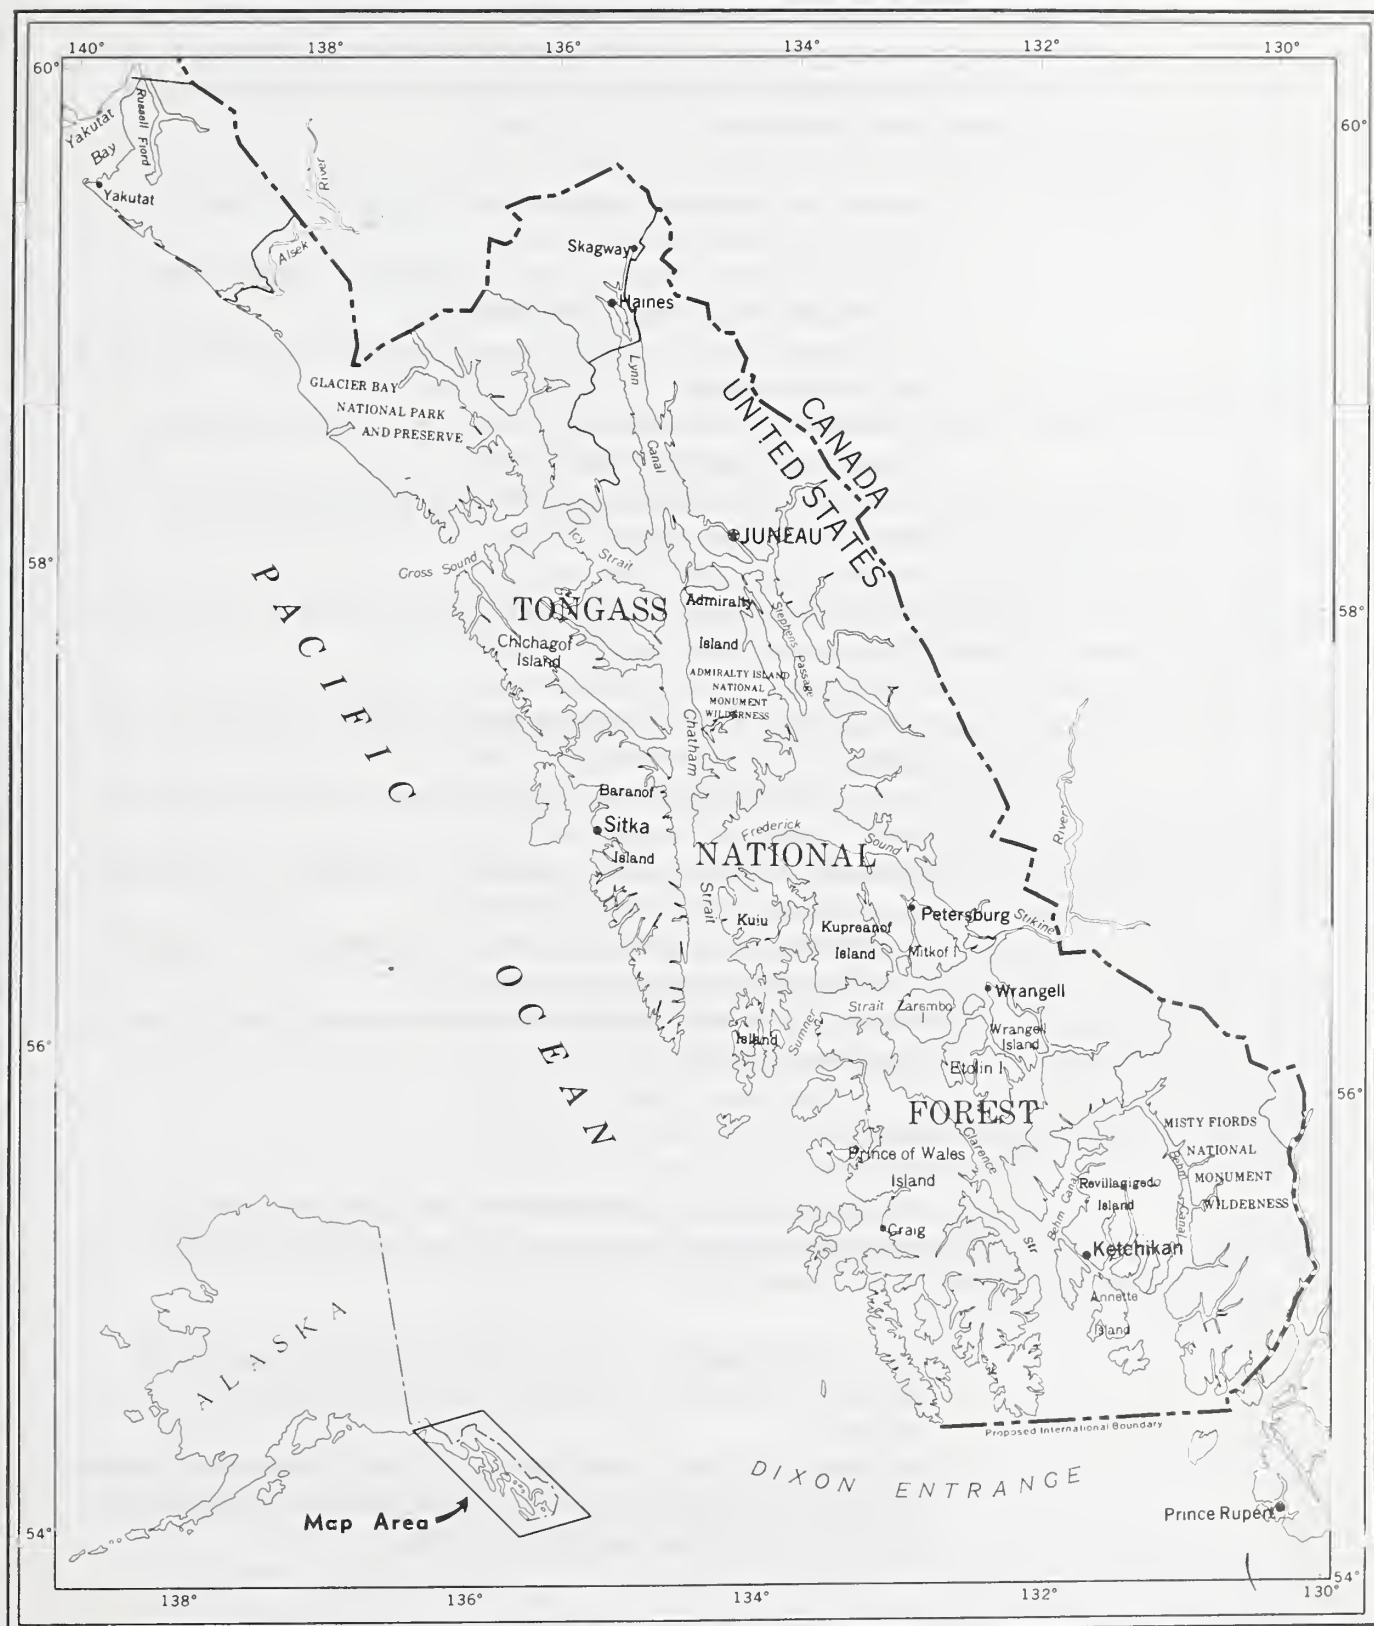 140°
138°
136°
134°
132°
130°
60°
60°
Yakutat
Bay
Russell Fiord
Yakutat
River
Alsek
Skagway
Haines
Lynn
Canal
GLACIER BAY
NATIONAL PARK
AND PRESERVE
CANADA
UNITED STATES
JUNEAU
Icy
Strait
Cross Sound
58°
58°
PACIFIC
OCEAN
TONGASS
Admiralty
Island
Stephens Passage
Chichagof
Island
ADMIRALTY ISLAND
NATIONAL
MONUMENT
WILDERNESS
Chatham
Strait
Baranof
Sitka
Island
Frederick
Sound
NATIONAL
Rivers
Stikine
Petersburg
Kuiu
Island
Kupreanof
Island
Mitkof I
Wrangell
Sumner
Strait
Zarembo
I
Wrangell
Island
Etolin I
56°
56°
FOREST
Clarence
Str
MISTY FIORDS
NATIONAL
MONUMENT
WILDERNESS
Prince of Wales
Island
Behm Canal
Revillagigedo
Island
Behm
Canal
Craig
Ketchikan
Annette
Island
ALASKA
Map Area
Proposed International Boundary
DIXON ENTRANCE
Prince Rupert
54°
54°
138°
136°
134°
132°
130°